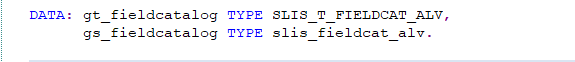 DATA: gt_fieldcatalog TYPE SLIS_T_FIELDCAT_ALV,
gs_fieldcatalog TYPE slis_fieldcat_alv.